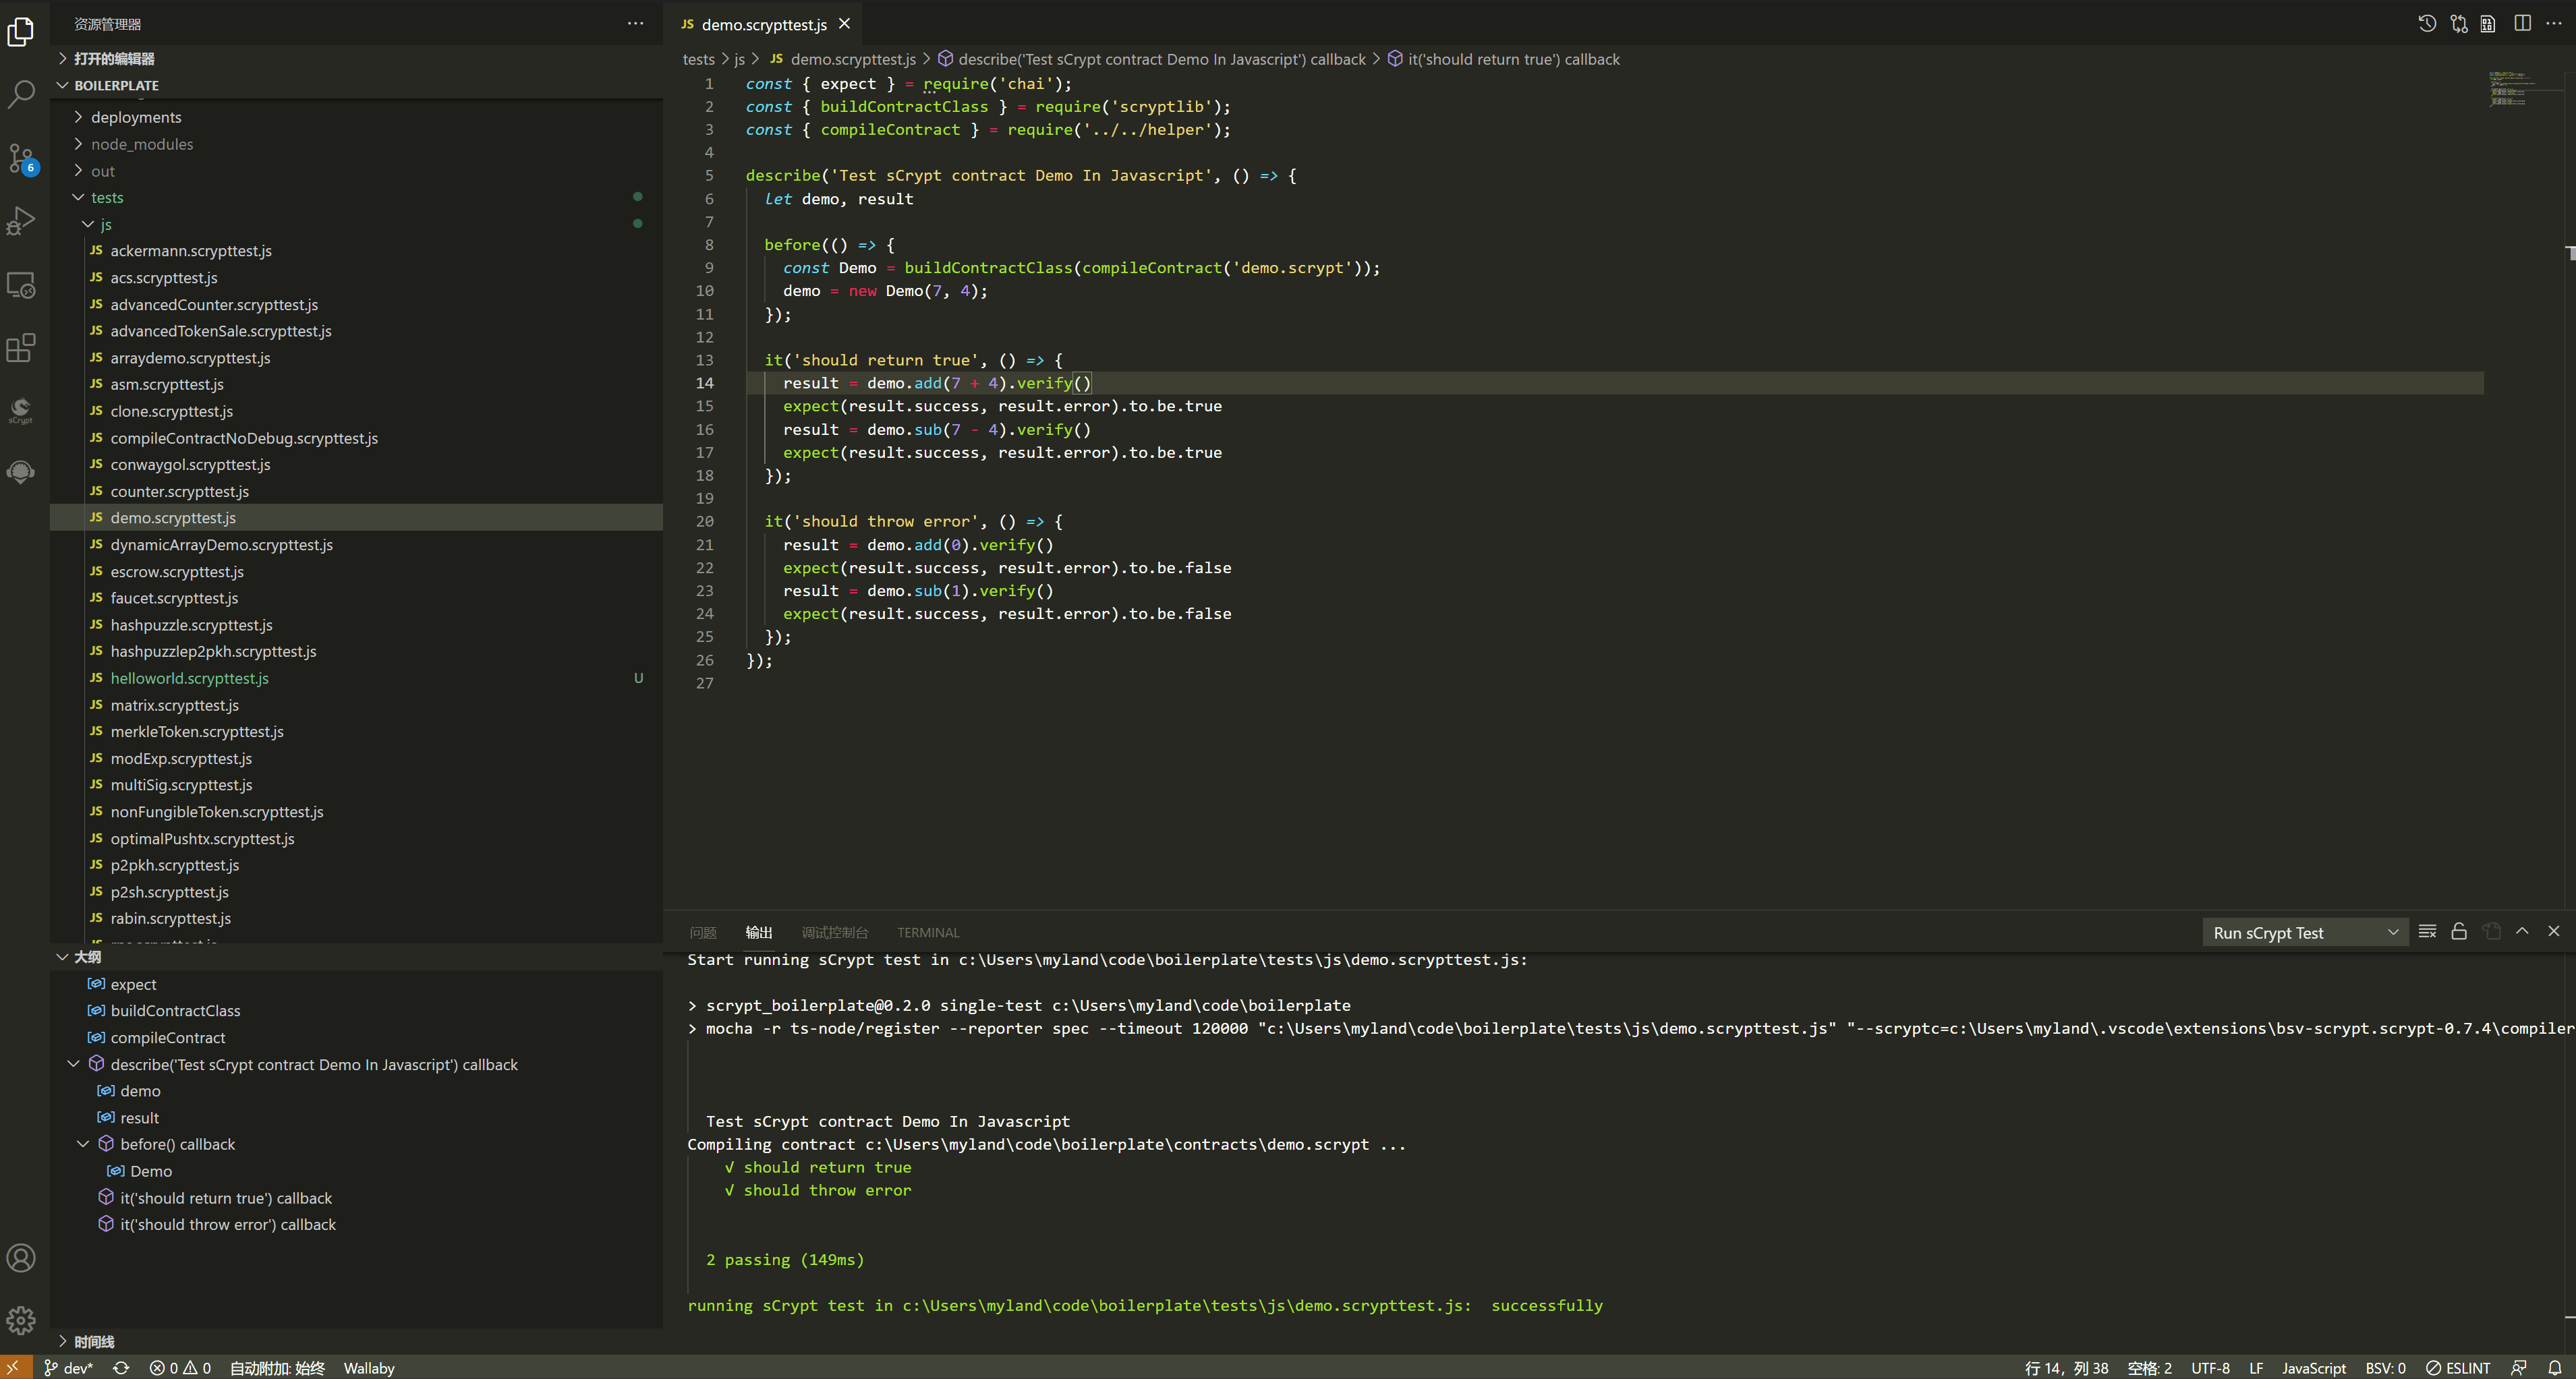 资源管理器
打开的编辑器
BOILERPLATE
deployments
node_modules
out
tests
js
JS ackermann.scrypttest.js
JS acs.scrypttest.js
JS advancedCounter.scrypttest.js
JS advancedTokenSale.scrypttest.js
JS arraydemo.scrypttest.js
JS asm.scrypttest.js
JS clone.scrypttest.js
JS compileContractNoDebug.scrypttest.js
JS conwaygol.scrypttest.js
JS counter.scrypttest.js
JS demo.scrypttest.js
JS dynamicArrayDemo.scrypttest.js
JS escrow.scrypttest.js
JS faucet.scrypttest.js
JS hashpuzzle.scrypttest.js
JS hashpuzzlep2pkh.scrypttest.js
JS helloworld.scrypttest.js U
JS matrix.scrypttest.js
JS merkleToken.scrypttest.js
JS modExp.scrypttest.js
JS multiSig.scrypttest.js
JS nonFungibleToken.scrypttest.js
JS optimalPushtx.scrypttest.js
JS p2pkh.scrypttest.js
JS p2sh.scrypttest.js
JS rabin.scrypttest.js
大纲
expect
buildContractClass
compileContract
describe('Test sCrypt contract Demo In Javascript') callback
demo
result
before() callback
Demo
it('should return true') callback
it('should throw error') callback
时间线
6
sCrypt
JS demo.scrypttest.js
tests > js > JS demo.scrypttest.js > describe('Test sCrypt contract Demo In Javascript') callback > it('should return true') callback
1 const { expect } = require('chai');
2 const { buildContractClass } = require('scryptlib');
3 const { compileContract } = require('../../helper');
4
5 describe('Test sCrypt contract Demo In Javascript', () => {
6 let demo, result
7
8 before(() => {
9 const Demo = buildContractClass(compileContract('demo.scrypt'));
10 demo = new Demo(7, 4);
11 });
12
13 it('should return true', () => {
14 result = demo.add(7 + 4).verify()
15 expect(result.success, result.error).to.be.true
16 result = demo.sub(7 - 4).verify()
17 expect(result.success, result.error).to.be.true
18 });
19
20 it('should throw error', () => {
21 result = demo.add(0).verify()
22 expect(result.success, result.error).to.be.false
23 result = demo.sub(1).verify()
24 expect(result.success, result.error).to.be.false
25 });
26 });
27
问题 输出 调试控制台 TERMINAL Run sCrypt Test
Start running sCrypt test in c:\Users\myland\code\boilerplate\tests\js\demo.scrypttest.js:
> scrypt_boilerplate@0.2.0 single-test c:\Users\myland\code\boilerplate
> mocha -r ts-node/register --reporter spec --timeout 120000 "c:\Users\myland\code\boilerplate\tests\js\demo.scrypttest.js" "--scryptc=c:\Users\myland\.vscode\extensions\bsv-scrypt.scrypt-0.7.4\compiler
Test sCrypt contract Demo In Javascript
Compiling contract c:\Users\myland\code\boilerplate\contracts\demo.scrypt ...
√ should return true
√ should throw error
2 passing (149ms)
running sCrypt test in c:\Users\myland\code\boilerplate\tests\js\demo.scrypttest.js: successfully
dev* 0 0 自动附加: 始终 Wallaby 行 14，列 38 空格: 2 UTF-8 LF JavaScript BSV: 0 ESLINT